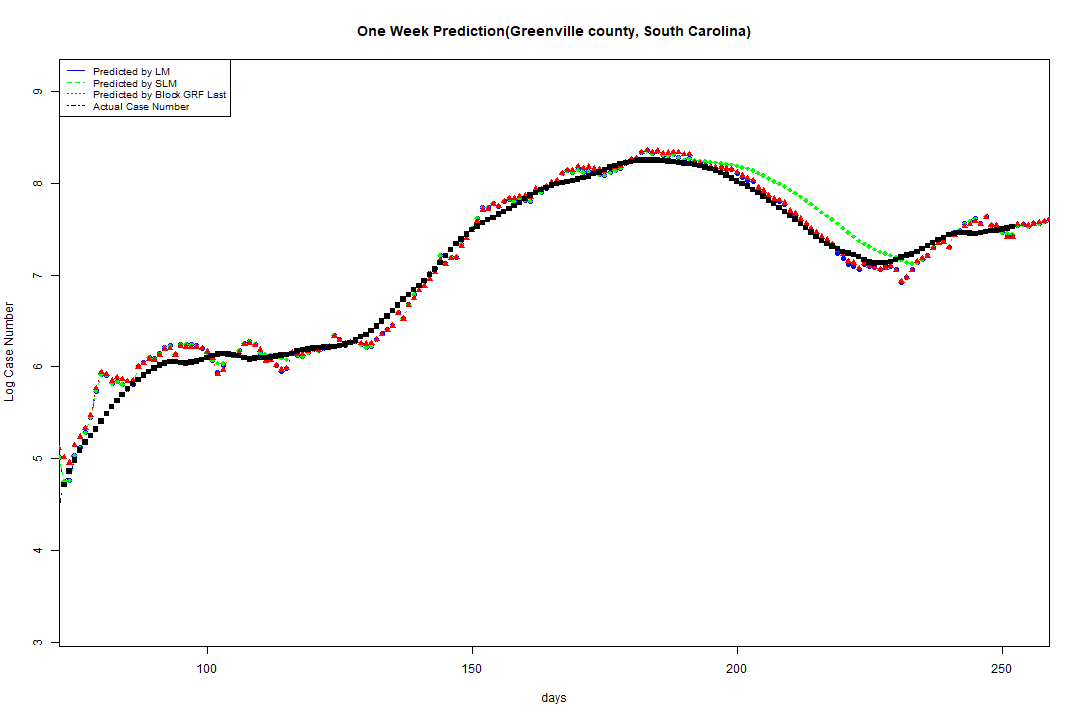 One Week Prediction(Greenville county, South Carolina)
Predicted by LM
Predicted by SLM
Predicted by Block GRF Last
Actual Case Number
9
8
7
6
5
4
3
Log Case Number
100
150
200
250
days